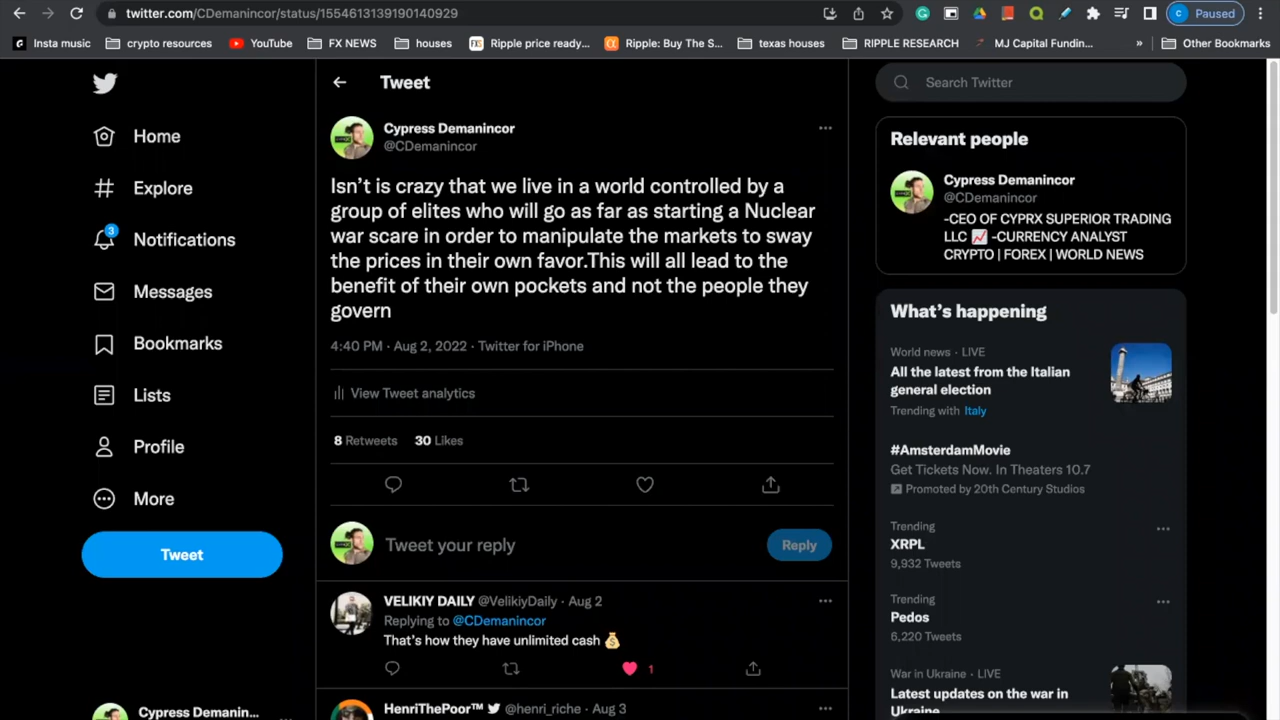 twitter.com/CDemanincor/status/1554613139190140929
Paused
Insta music
crypto resources
YouTube
FX NEWS
houses
Ripple price ready...
Ripple: Buy The S...
texas houses
RIPPLE RESEARCH
MJ Capital Fundin...
»
Other Bookmarks
Home
Explore
3
Notifications
Messages
Bookmarks
Lists
Profile
More
Tweet
Cypress Demanin...
Tweet
Cypress Demanincor
@CDemanincor
Isn’t is crazy that we live in a world controlled by a
group of elites who will go as far as starting a Nuclear
war scare in order to manipulate the markets to sway
the prices in their own favor.This will all lead to the
benefit of their own pockets and not the people they
govern
4:40 PM · Aug 2, 2022 · Twitter for iPhone
View Tweet analytics
8 Retweets 30 Likes
Tweet your reply
Reply
VELIKIY DAILY @VelikiyDaily · Aug 2
Replying to @CDemanincor
That’s how they have unlimited cash 💰
1
HenriThePoor™ @henri_riche · Aug 3
Search Twitter
Relevant people
Cypress Demanincor
@CDemanincor
-CEO OF CYPRX SUPERIOR TRADING
LLC 📈 -CURRENCY ANALYST
CRYPTO | FOREX | WORLD NEWS
What’s happening
World news · LIVE
All the latest from the Italian
general election
Trending with Italy
#AmsterdamMovie
Get Tickets Now. In Theaters 10.7
Promoted by 20th Century Studios
Trending
XRPL
9,932 Tweets
Trending
Pedos
6,220 Tweets
War in Ukraine · LIVE
Latest updates on the war in
Ukraine